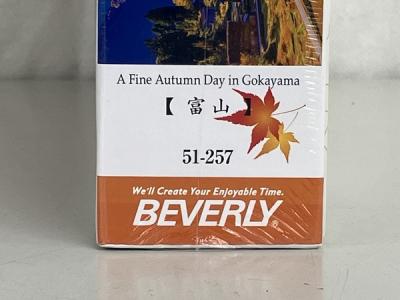 A Fine Autumn Day in Gokayama
【富山】
51-257
We'll Create Your Enjoyable Time.
BEVERLY®